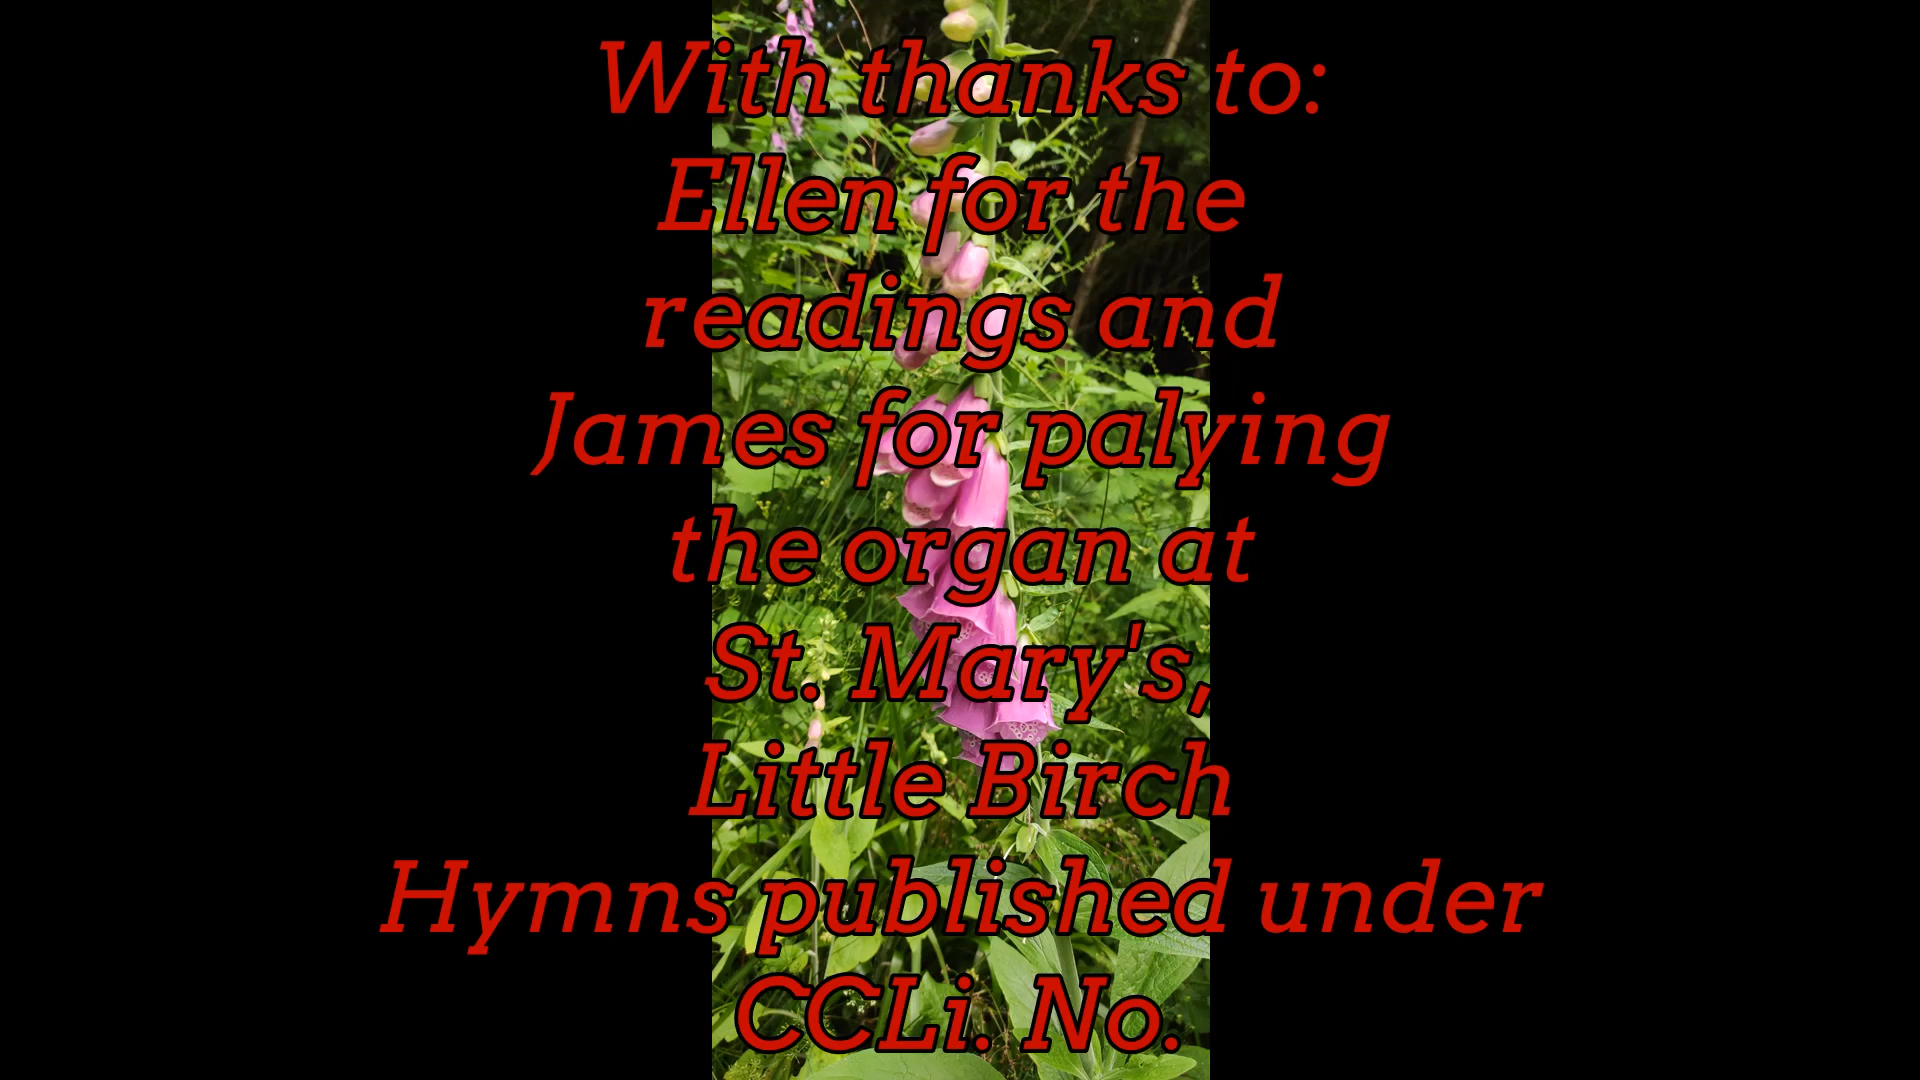 With thanks to:
Ellen for the
readings and
James for palying
the organ at
St. Mary's,
Little Birch
Hymns published under
CCLi. No.